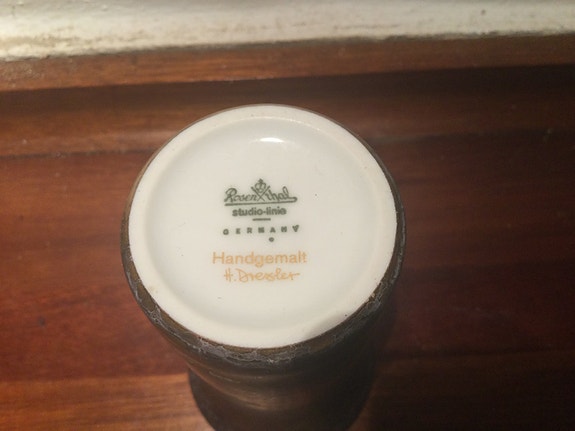 Rosenthal
studio-linie
GERMANY
Handgemalt
H. Dressler